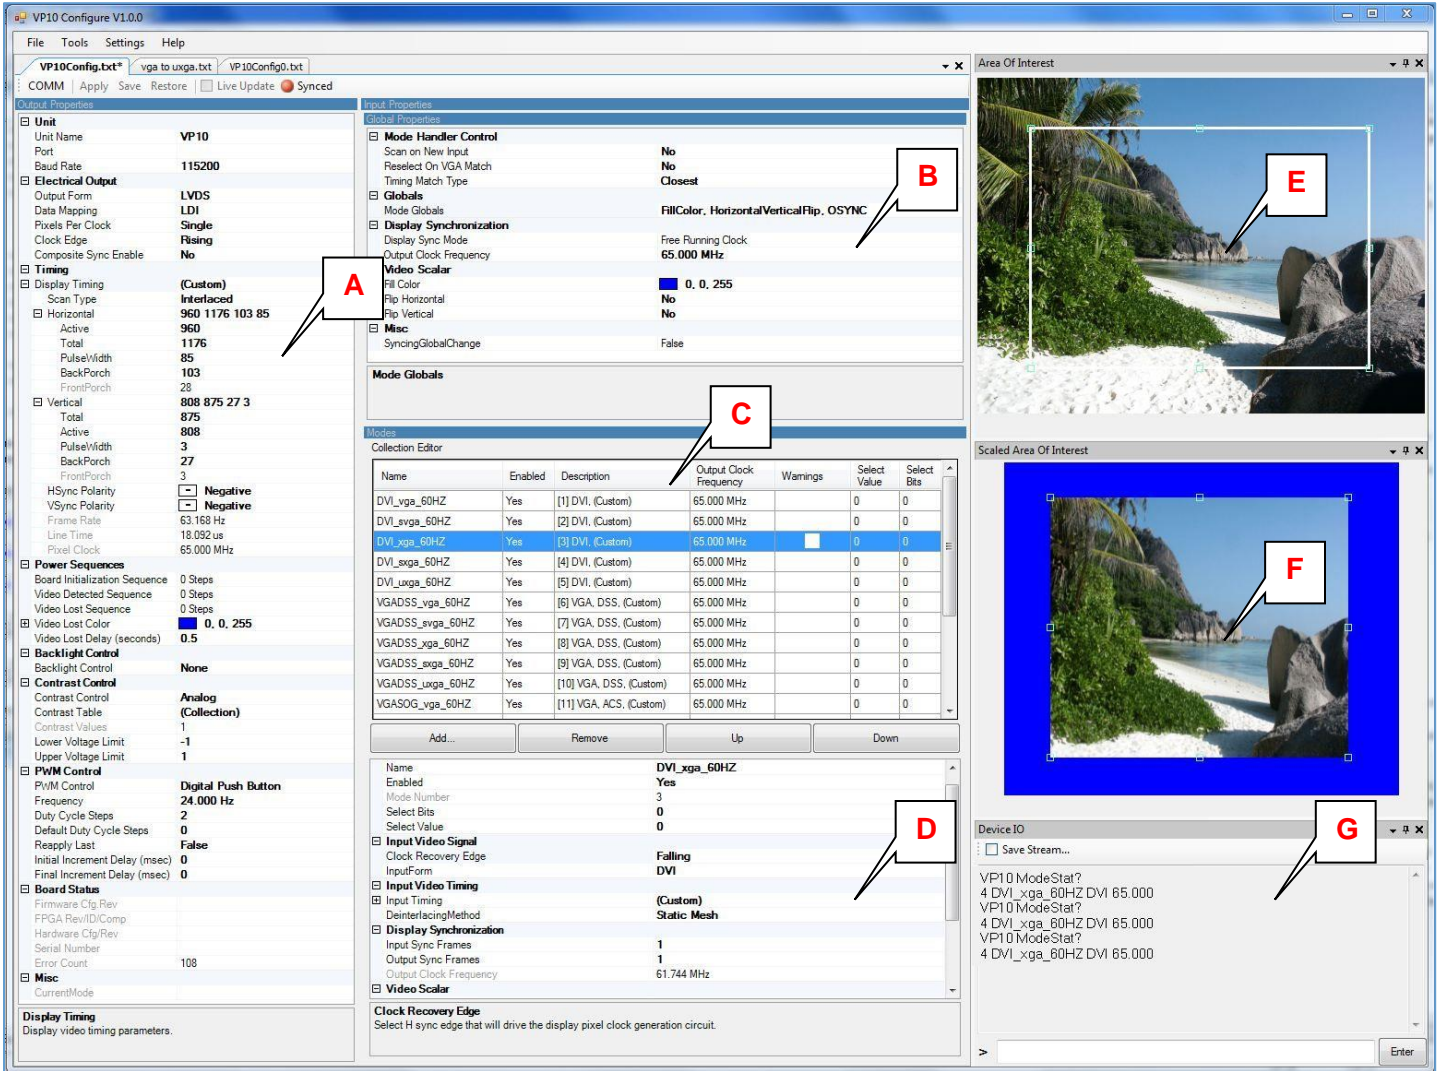 VP10 Configure V1.0.0
File Tools Settings Help
VP10Config.txt* vga to uxga.txt VP10Config0.txt
COMM Apply Save Restore Live Update Synced
Output Properties
Unit
Unit Name VP10
Port
Baud Rate 115200
Electrical Output
Output Form LVDS
Data Mapping LDI
Pixels Per Clock Single
Clock Edge Rising
Composite Sync Enable No
Timing
Display Timing (Custom)
Scan Type Interlaced
Horizontal 960 1176 103 85
Active 960
Total 1176
PulseWidth 85
BackPorch 103
FrontPorch 28
Vertical 808 875 27 3
Total 875
Active 808
PulseWidth 3
BackPorch 27
FrontPorch 3
HSync Polarity - Negative
VSync Polarity - Negative
Frame Rate 63.168 Hz
Line Time 18.092 us
Pixel Clock 65.000 MHz
Power Sequences
Board Initialization Sequence 0 Steps
Video Detected Sequence 0 Steps
Video Lost Sequence 0 Steps
Video Lost Color 0, 0, 255
Video Lost Delay (seconds) 0.5
Backlight Control
Backlight Control None
Contrast Control
Contrast Control Analog
Contrast Table (Collection)
Contrast Values 1
Lower Voltage Limit -1
Upper Voltage Limit 1
PWM Control
PWM Control Digital Push Button
Frequency 24.000 Hz
Duty Cycle Steps 2
Default Duty Cycle Steps 0
Reapply Last False
Initial Increment Delay (msec) 0
Final Increment Delay (msec) 0
Board Status
Firmware Cfg.Rev
FPGA Rev/ID/Comp
Hardware Cfg/Rev
Serial Number
Error Count 108
Misc
CurrentMode
Display Timing
Display video timing parameters.
A
Input Properties
Global Properties
Mode Handler Control
Scan on New Input No
Reselect On VGA Match No
Timing Match Type Closest
Globals
Mode Globals FillColor, HorizontalVerticalFlip, OSYNC
Display Synchronization
Display Sync Mode Free Running Clock
Output Clock Frequency 65.000 MHz
Video Scalar
Fill Color 0, 0, 255
Flip Horizontal No
Flip Vertical No
Misc
SyncingGlobalChange False
Mode Globals
B
Modes
Collection Editor
C
Name Enabled Description Output Clock Frequency Warnings Select Value Select Bits
DVI_vga_60HZ Yes [1] DVI, (Custom) 65.000 MHz 0 0
DVI_svga_60HZ Yes [2] DVI, (Custom) 65.000 MHz 0 0
DVI_xga_60HZ Yes [3] DVI, (Custom) 65.000 MHz 0 0
DVI_sxga_60HZ Yes [4] DVI, (Custom) 65.000 MHz 0 0
DVI_uxga_60HZ Yes [5] DVI, (Custom) 65.000 MHz 0 0
VGADSS_vga_60HZ Yes [6] VGA, DSS, (Custom) 65.000 MHz 0 0
VGADSS_svga_60HZ Yes [7] VGA, DSS, (Custom) 65.000 MHz 0 0
VGADSS_xga_60HZ Yes [8] VGA, DSS, (Custom) 65.000 MHz 0 0
VGADSS_sxga_60HZ Yes [9] VGA, DSS, (Custom) 65.000 MHz 0 0
VGADSS_uxga_60HZ Yes [10] VGA, DSS, (Custom) 65.000 MHz 0 0
VGASOG_vga_60HZ Yes [11] VGA, ACS, (Custom) 65.000 MHz 0 0
Add... Remove Up Down
Name DVI_xga_60HZ
Enabled Yes
Mode Number 3
Select Bits 0
Select Value 0
Input Video Signal
Clock Recovery Edge Falling
InputForm DVI
Input Video Timing
Input Timing (Custom)
DeinterlacingMethod Static Mesh
Display Synchronization
Input Sync Frames 1
Output Sync Frames 1
Output Clock Frequency 61.744 MHz
Video Scalar
Clock Recovery Edge
Select H sync edge that will drive the display pixel clock generation circuit.
D
Area Of Interest
E
Scaled Area Of Interest
F
Device IO
G
Save Stream...
VP10 ModeStat?
4 DVI_xga_60HZ DVI 65.000
VP10 ModeStat?
4 DVI_xga_60HZ DVI 65.000
VP10 ModeStat?
4 DVI_xga_60HZ DVI 65.000
> Enter